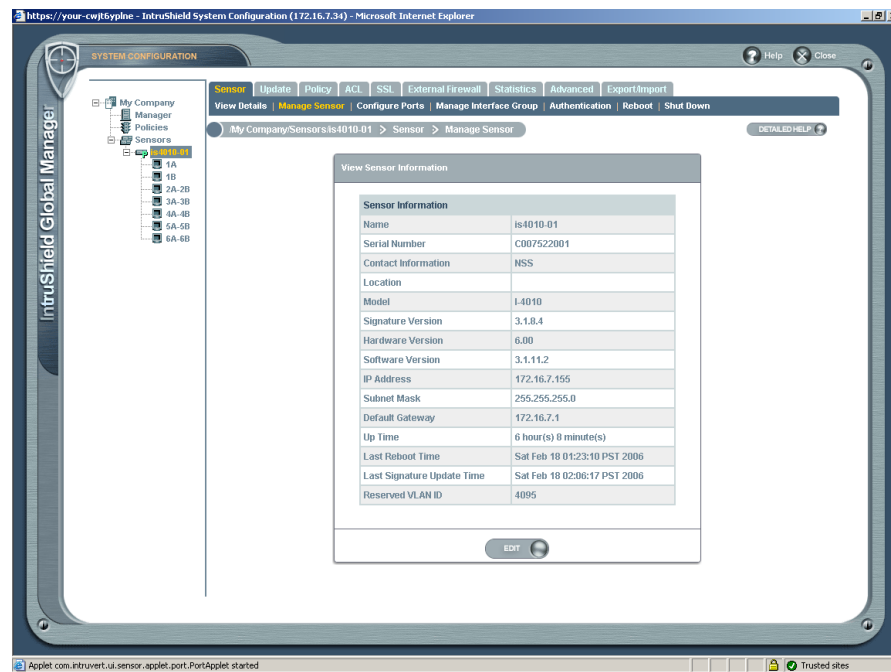 https://your-cwjt6yplne - IntruShield System Configuration (172.16.7.34) - Microsoft Internet Explorer
SYSTEM CONFIGURATION
? Help Close
IntruShield Global Manager
My Company
Manager
Policies
Sensors
is4010-01
1A
1B
2A-2B
3A-3B
4A-4B
5A-5B
6A-6B
Sensor Update Policy ACL SSL External Firewall Statistics Advanced Export/Import
View Details | Manage Sensor | Configure Ports | Manage Interface Group | Authentication | Reboot | Shut Down
/My Company/Sensors/is4010-01 > Sensor > Manage Sensor
DETAILED HELP ?
View Sensor Information
Sensor Information
Name is4010-01
Serial Number C007522001
Contact Information NSS
Location
Model I-4010
Signature Version 3.1.8.4
Hardware Version 6.00
Software Version 3.1.11.2
IP Address 172.16.7.155
Subnet Mask 255.255.255.0
Default Gateway 172.16.7.1
Up Time 6 hour(s) 8 minute(s)
Last Reboot Time Sat Feb 18 01:23:10 PST 2006
Last Signature Update Time Sat Feb 18 02:06:17 PST 2006
Reserved VLAN ID 4095
EDIT
Applet com.intruvert.ui.sensor.applet.port.PortApplet started
Trusted sites